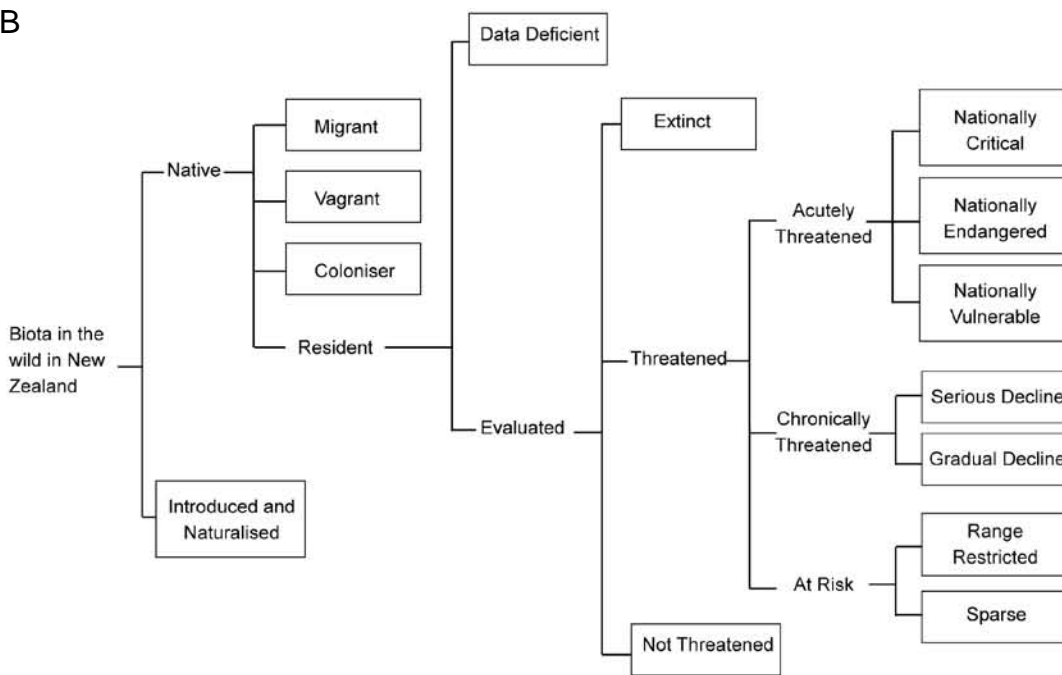 B
Data Deficient
Migrant
Native
Vagrant
Coloniser
Resident
Biota in the
wild in New
Zealand
Introduced and
Naturalised
Evaluated
Extinct
Threatened
Not Threatened
Acutely
Threatened
Chronically
Threatened
At Risk
Nationally
Critical
Nationally
Endangered
Nationally
Vulnerable
Serious Decline
Gradual Decline
Range
Restricted
Sparse